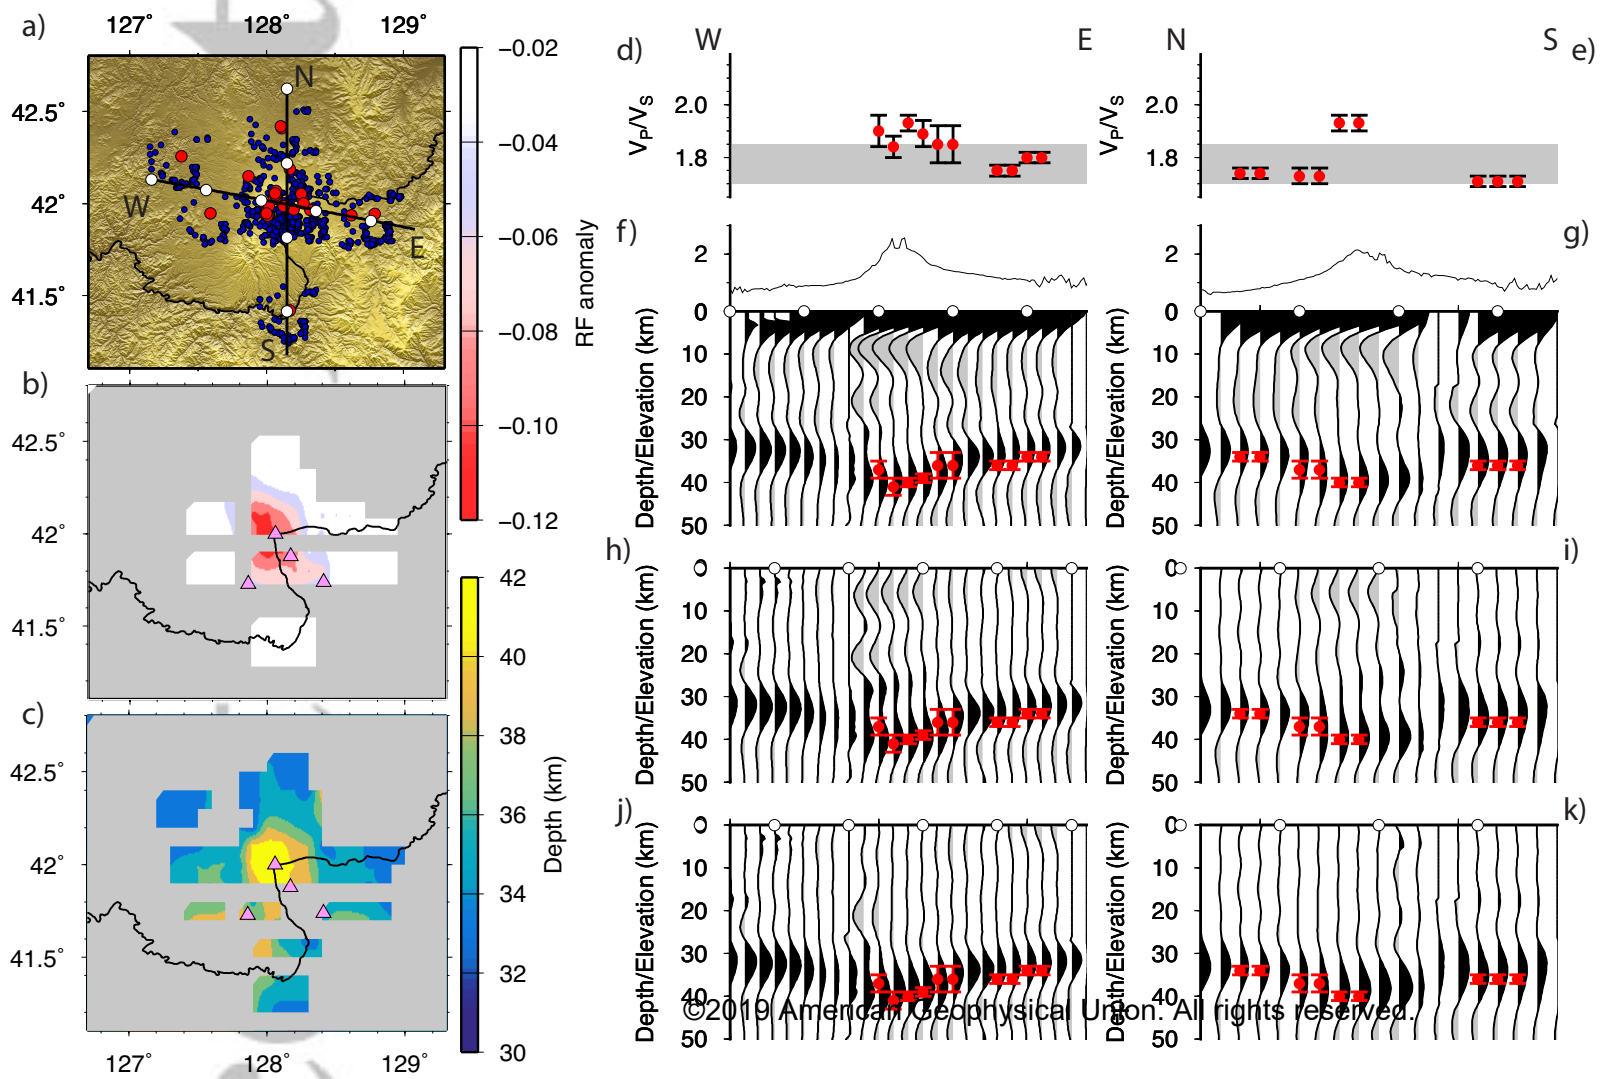 a)
127° 128° 129°
42.5°
42°
41.5°
N
W
E
S
−0.02
−0.04
−0.06
−0.08
−0.10
−0.12
RF anomaly
b)
42.5°
42°
41.5°
c)
42.5°
42°
41.5°
127° 128° 129°
42
40
38
36
34
32
30
Depth (km)
d)
W E
VP/VS
2.0
1.8
N S
e)
VP/VS
2.0
1.8
f)
2
0
10
20
30
40
50
Depth/Elevation (km)
g)
2
0
10
20
30
40
50
Depth/Elevation (km)
h)
0
10
20
30
40
50
Depth/Elevation (km)
i)
0
10
20
30
40
50
Depth/Elevation (km)
j)
0
10
20
30
40
50
Depth/Elevation (km)
k)
0
10
20
30
40
50
Depth/Elevation (km)
©2019 American Geophysical Union. All rights reserved.